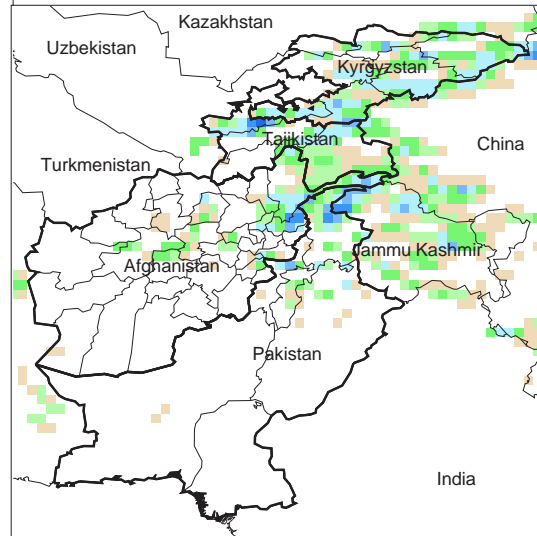 Kazakhstan
Uzbekistan
Kyrgyzstan
Tajikistan
China
Turkmenistan
Jammu Kashmir
Afghanistan
Pakistan
India